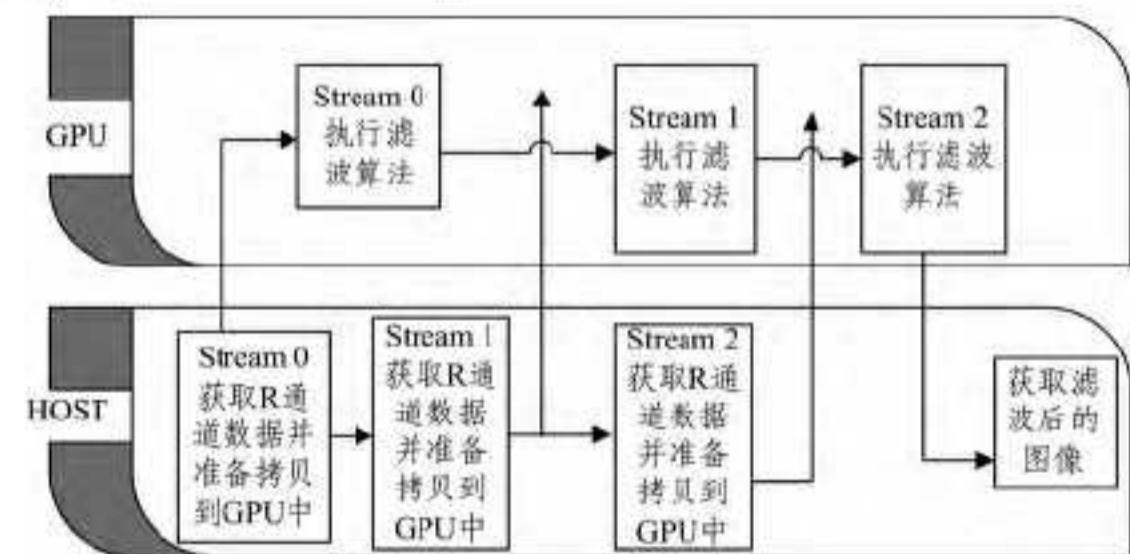 GPU
Stream 0
执行滤
波算法
Stream 1
执行滤
波算法
Stream 2
执行滤波
算法
HOST
Stream 0
获取R通
道数据并
准备拷贝
到GPU中
Stream 1
获取R通
道数据
并准备
拷贝到
GPU中
Stream 2
获取R通
道数据
并准备
拷贝到
GPU中
获取滤
波后的
图像